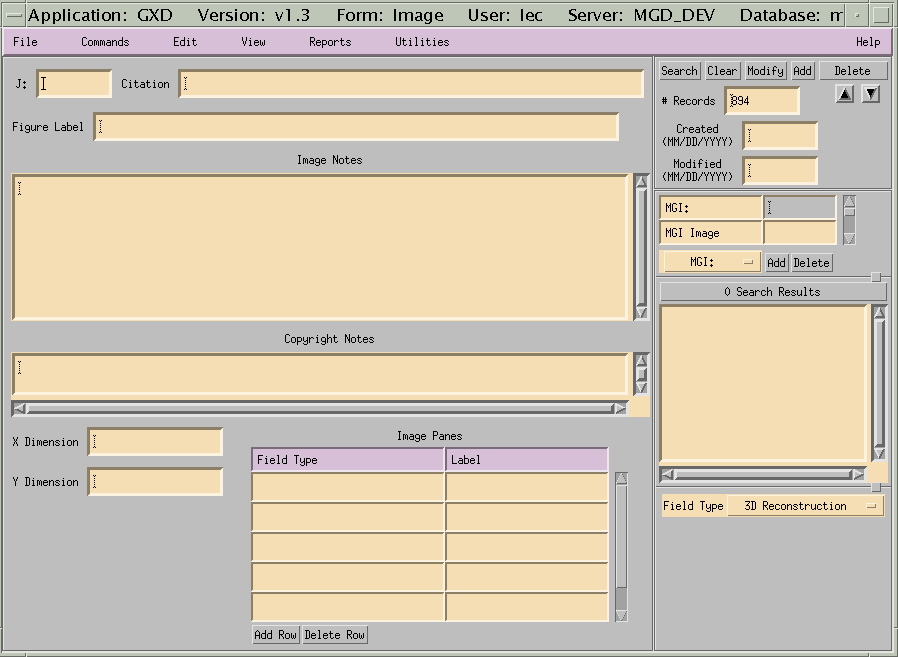 Application: GXD Version: v1.3 Form: Image User: lec Server: MGD_DEV Database: m
File Commands Edit View Reports Utilities Help
J: Citation
Figure Label
Image Notes
Copyright Notes
X Dimension
Y Dimension
Image Panes
Field Type Label
Add Row Delete Row
Search Clear Modify Add Delete
# Records 894
Created
(MM/DD/YYYY)
Modified
(MM/DD/YYYY)
MGI:
MGI Image
MGI: Add Delete
0 Search Results
Field Type 3D Reconstruction